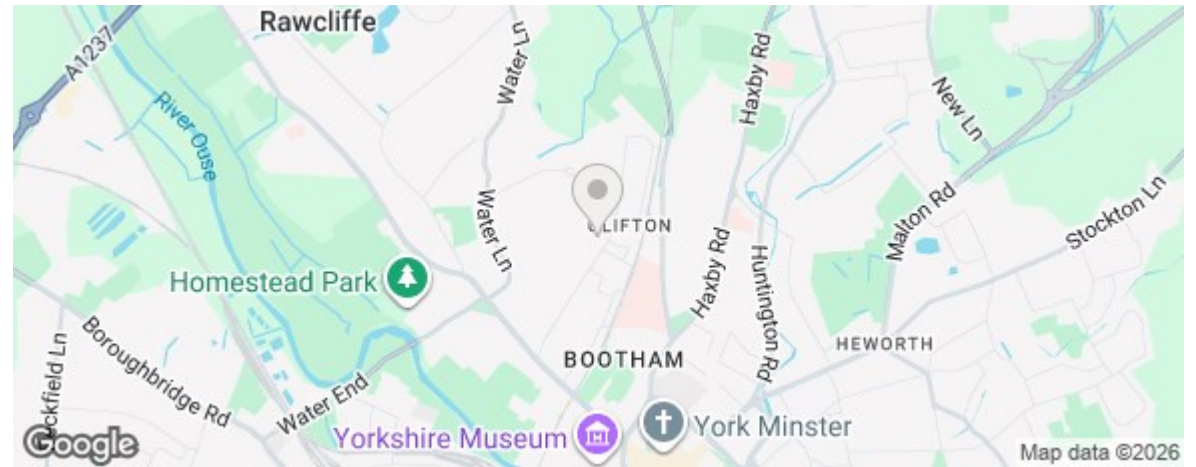 Rawcliffe
A1237
River Ouse
Water Ln
Haxby Rd
New Ln
Malton Rd
Stockton Ln
Water Ln
CLIFTON
Haxby Rd
Huntington Rd
Homestead Park
Boroughbridge Rd
HEWORTH
BOOTHAM
Water End
Yorkshire Museum
York Minster
Google
Map data ©2026